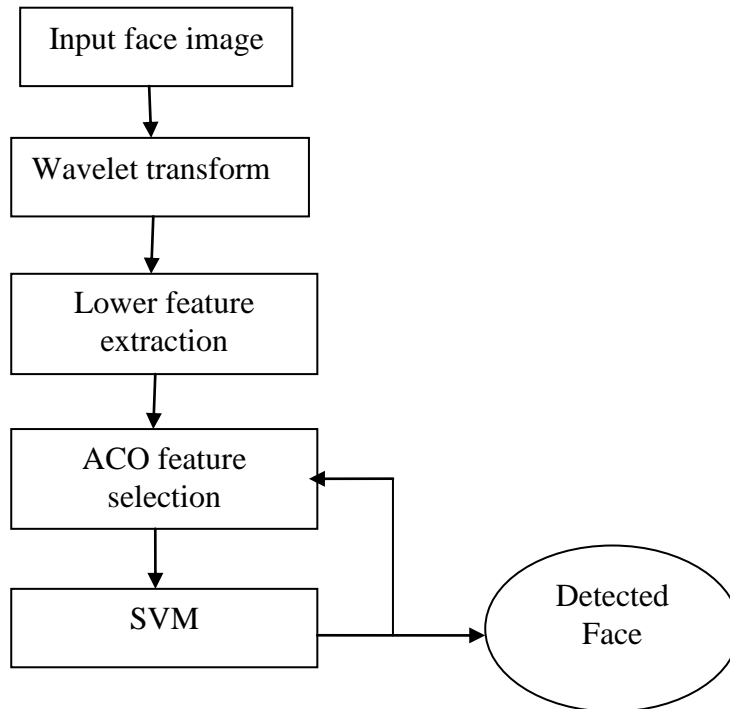 Input face image
Wavelet transform
Lower feature
extraction
ACO feature
selection
SVM
Detected
Face